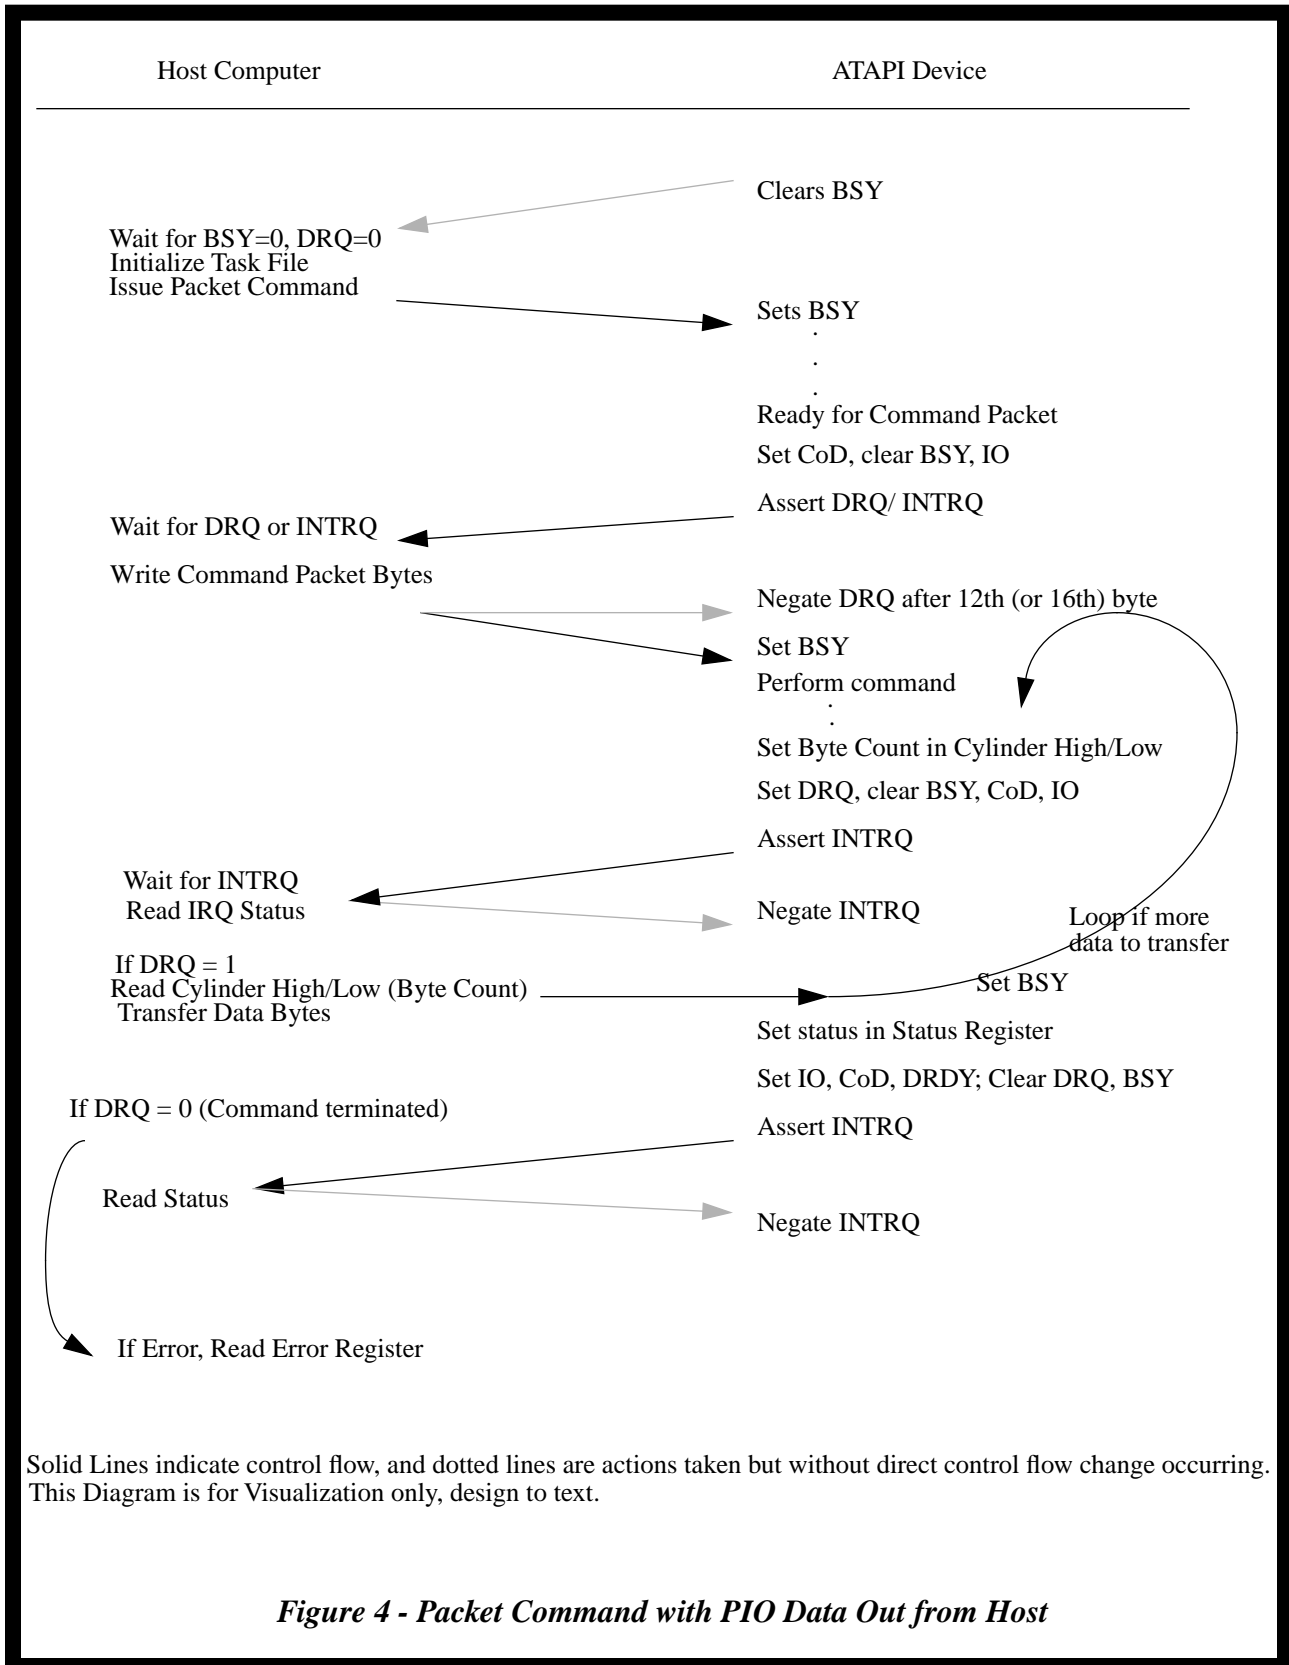 Host Computer
ATAPI Device
Clears BSY
Wait for BSY=0, DRQ=0
Initialize Task File
Issue Packet Command
Sets BSY
.
.
.
Ready for Command Packet
Set CoD, clear BSY, IO
Assert DRQ/ INTRQ
Wait for DRQ or INTRQ
Write Command Packet Bytes
Negate DRQ after 12th (or 16th) byte
Set BSY
Perform command
.
.
Set Byte Count in Cylinder High/Low
Set DRQ, clear BSY, CoD, IO
Assert INTRQ
Wait for INTRQ
Read IRQ Status
Negate INTRQ
Loop if more
data to transfer
If DRQ = 1
Read Cylinder High/Low (Byte Count)
Transfer Data Bytes
Set BSY
Set status in Status Register
Set IO, CoD, DRDY; Clear DRQ, BSY
If DRQ = 0 (Command terminated)
Assert INTRQ
Read Status
Negate INTRQ
If Error, Read Error Register
Solid Lines indicate control flow, and dotted lines are actions taken but without direct control flow change occurring.
This Diagram is for Visualization only, design to text.
Figure 4 - Packet Command with PIO Data Out from Host